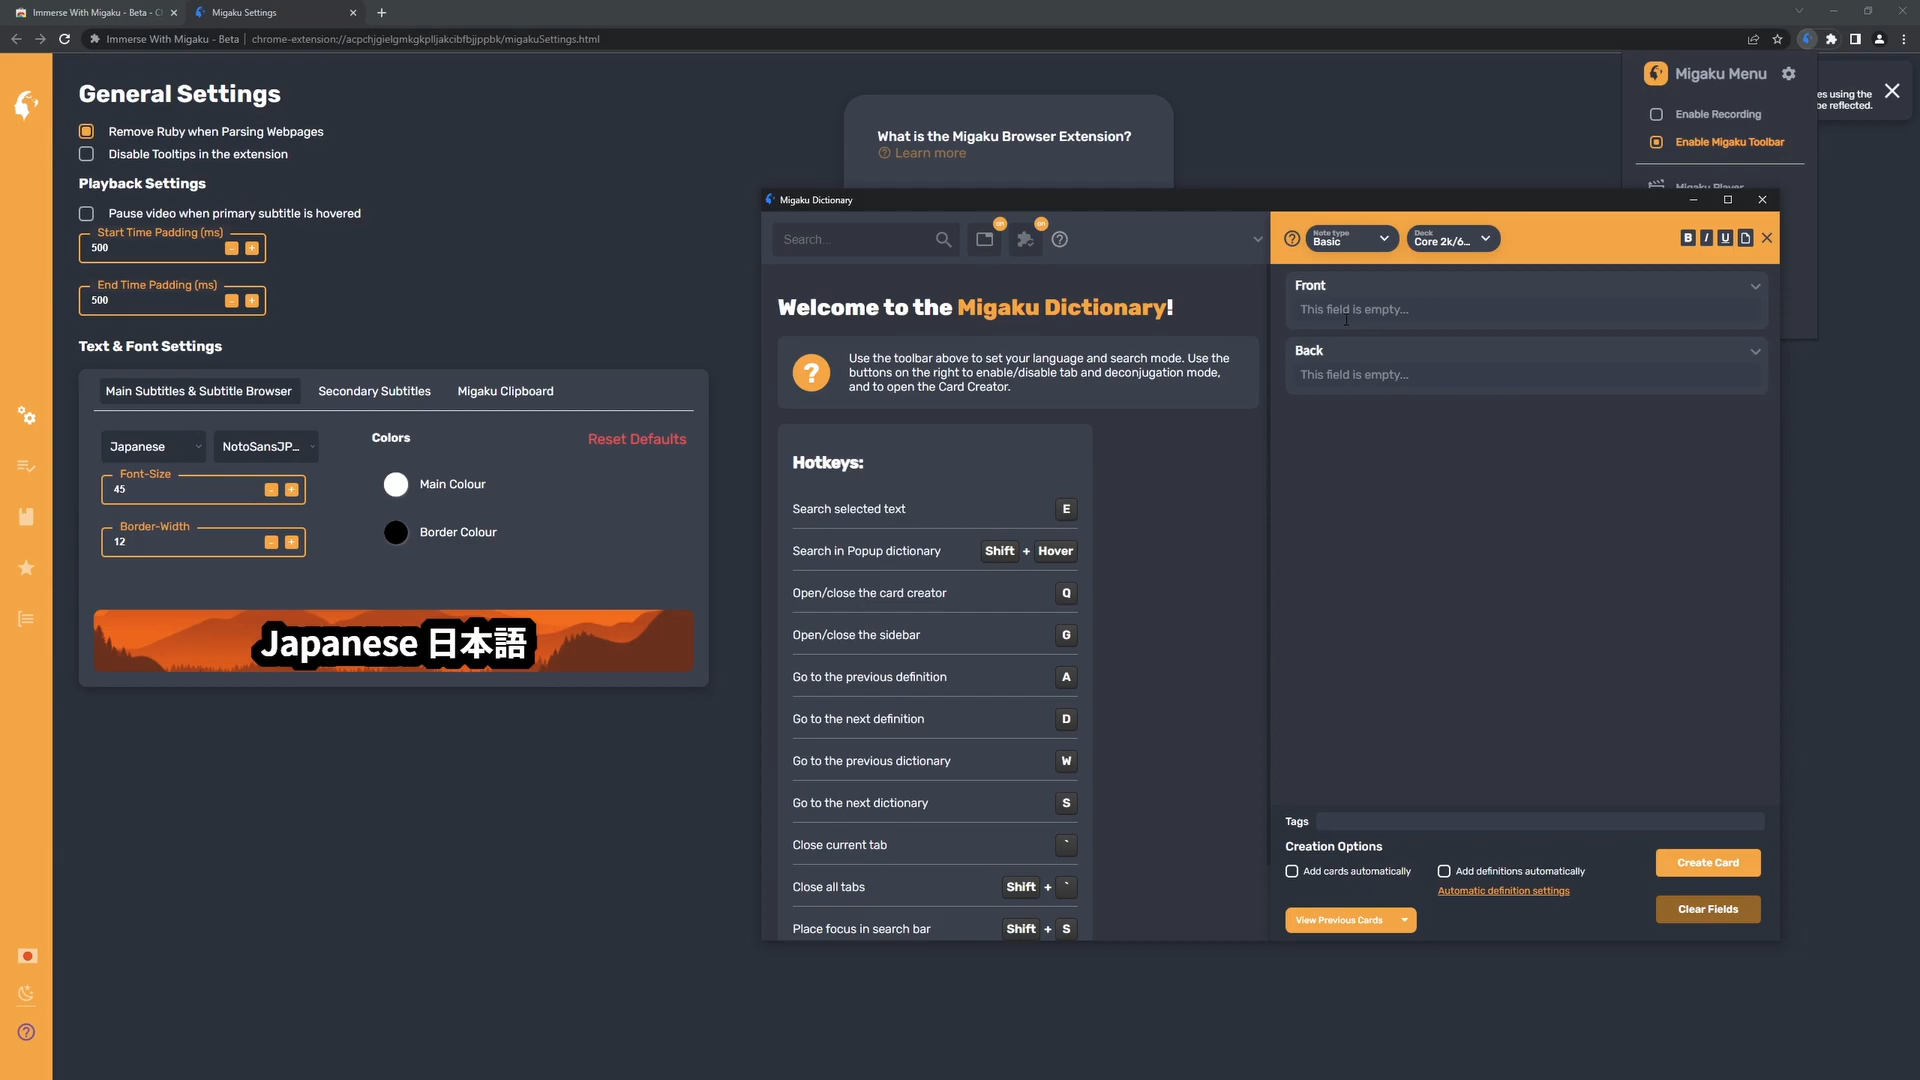 Immerse With Migaku - Beta - C
Migaku Settings
Immerse With Migaku - Beta | chrome-extension://acpchjgielgmkgkplljakcibfbjjppbk/migakuSettings.html
General Settings
Remove Ruby when Parsing Webpages
Disable Tooltips in the extension
Playback Settings
Pause video when primary subtitle is hovered
Start Time Padding (ms)
500
- +
End Time Padding (ms)
500
- +
Text & Font Settings
Main Subtitles & Subtitle Browser
Secondary Subtitles
Migaku Clipboard
Japanese
NotoSansJP...
Colors
Reset Defaults
Font-Size
45
- +
Main Colour
Border-Width
12
- +
Border Colour
Japanese 日本語
What is the Migaku Browser Extension?
Learn more
Migaku Menu
Enable Recording
Enable Migaku Toolbar
Migaku Player
es using the
be reflected.
Migaku Dictionary
Search...
on
on
Welcome to the Migaku Dictionary!
?
Use the toolbar above to set your language and search mode. Use the
buttons on the right to enable/disable tab and deconjugation mode,
and to open the Card Creator.
Hotkeys:
Search selected text E
Search in Popup dictionary Shift + Hover
Open/close the card creator Q
Open/close the sidebar G
Go to the previous definition A
Go to the next definition D
Go to the previous dictionary W
Go to the next dictionary S
Close current tab `
Close all tabs Shift + `
Place focus in search bar Shift + S
Note type
Basic
Deck
Core 2k/6...
B I U
Front
This field is empty...
Back
This field is empty...
Tags
Creation Options
Add cards automatically
Add definitions automatically
Automatic definition settings
Create Card
View Previous Cards
Clear Fields